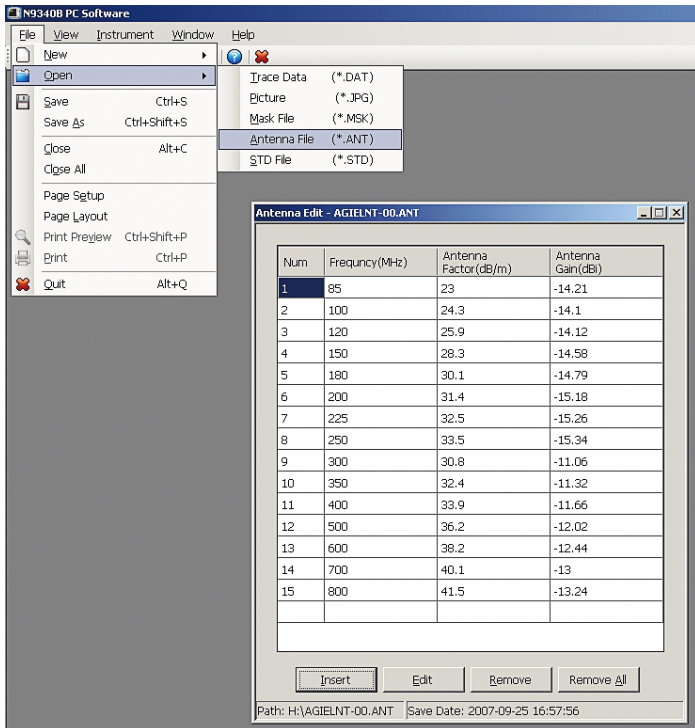 N9340B PC Software
File View Instrument Window Help
New
Open
Save Ctrl+S
Save As Ctrl+Shift+S
Close Alt+C
Close All
Page Setup
Page Layout
Print Preview Ctrl+Shift+P
Print Ctrl+P
Quit Alt+Q
Trace Data (*.DAT)
Picture (*.JPG)
Mask File (*.MSK)
Antenna File (*.ANT)
STD File (*.STD)
Antenna Edit - AGIELNT-00.ANT
Num Frequncy(MHz) Antenna Factor(dB/m) Antenna Gain(dBi)
1 85 23 -14.21
2 100 24.3 -14.1
3 120 25.9 -14.12
4 150 28.3 -14.58
5 180 30.1 -14.79
6 200 31.4 -15.18
7 225 32.5 -15.26
8 250 33.5 -15.34
9 300 30.8 -11.06
10 350 32.4 -11.32
11 400 33.9 -11.66
12 500 36.2 -12.02
13 600 38.2 -12.44
14 700 40.1 -13
15 800 41.5 -13.24
Insert Edit Remove Remove All
Path: H:\AGIELNT-00.ANT Save Date: 2007-09-25 16:57:56